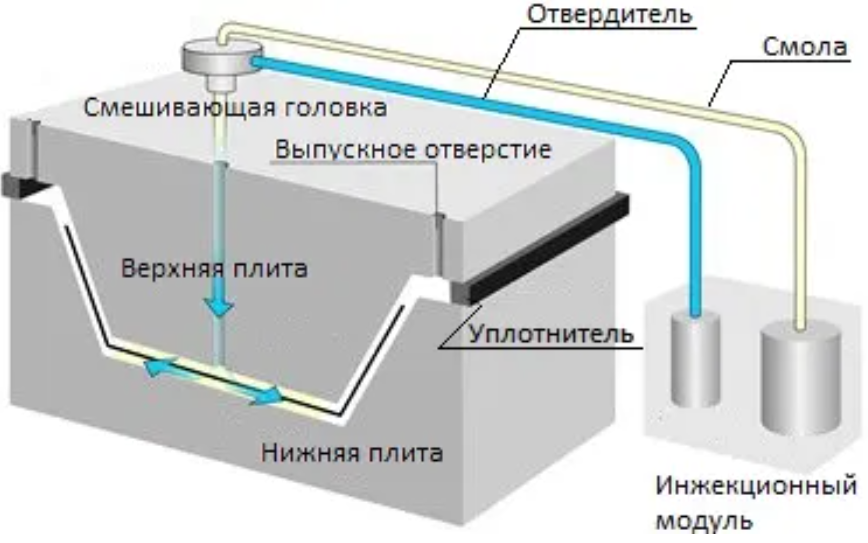 Отвердитель
Смола
Смешивающая головка
Выпускное отверстие
Верхняя плита
Уплотнитель
Нижняя плита
Инжекционный
модуль